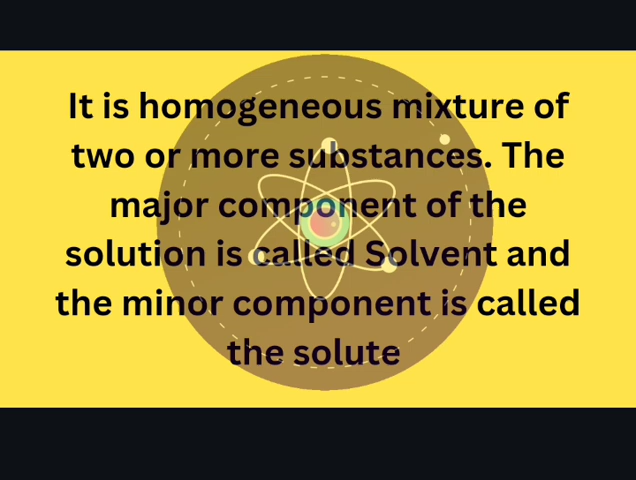 It is homogeneous mixture of
two or more substances. The
major component of the
solution is called Solvent and
the minor component is called
the solute